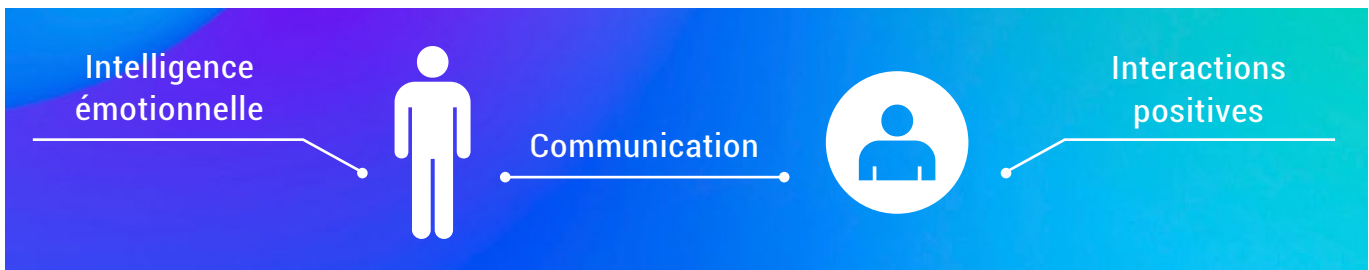 Intelligence
émotionnelle
Communication
Interactions
positives